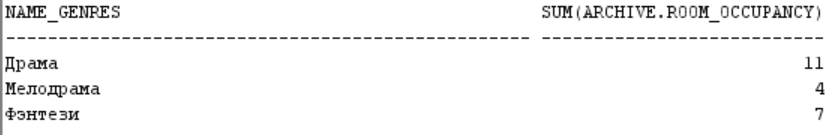 NAME_GENRES SUM(ARCHIVE.ROOM_OCCUPANCY)
-------------------------------------------------- ---------------------------
Драма 11
Мелодрама 4
Фэнтези 7